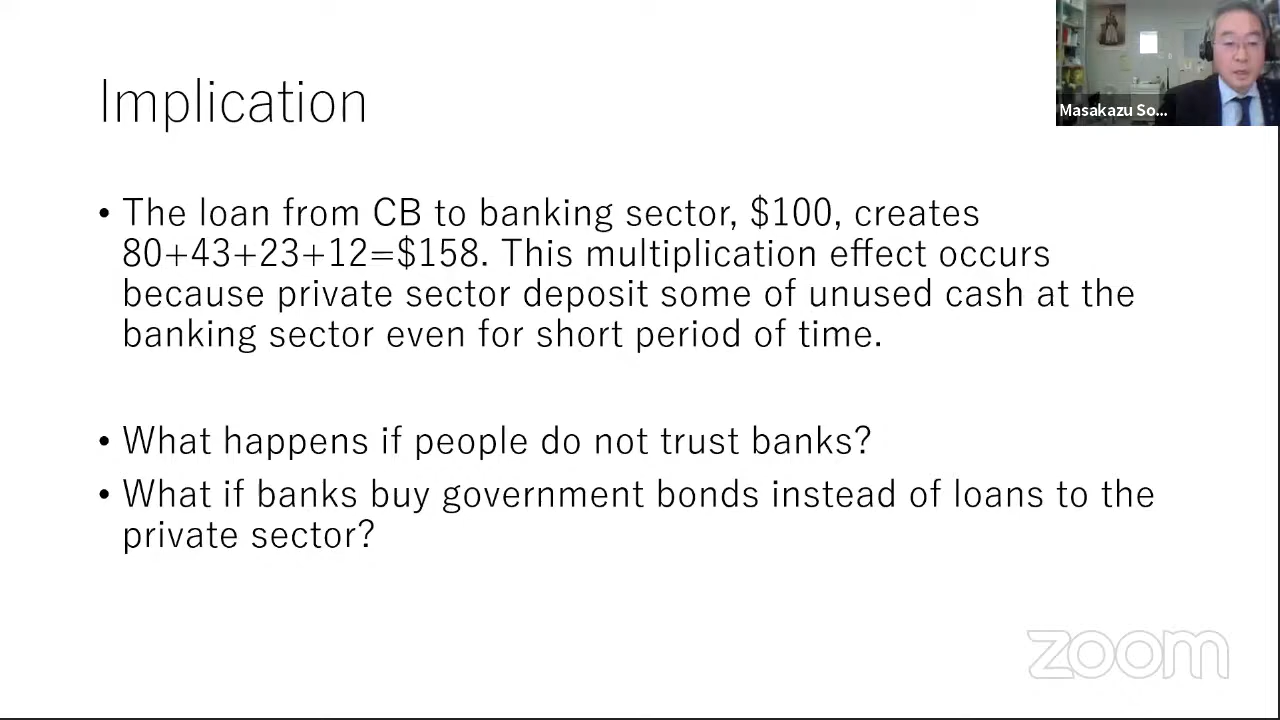 Implication
Masakazu So...
• The loan from CB to banking sector, $100, creates
80+43+23+12=$158. This multiplication effect occurs
because private sector deposit some of unused cash at the
banking sector even for short period of time.
• What happens if people do not trust banks?
• What if banks buy government bonds instead of loans to the
private sector?
zoom